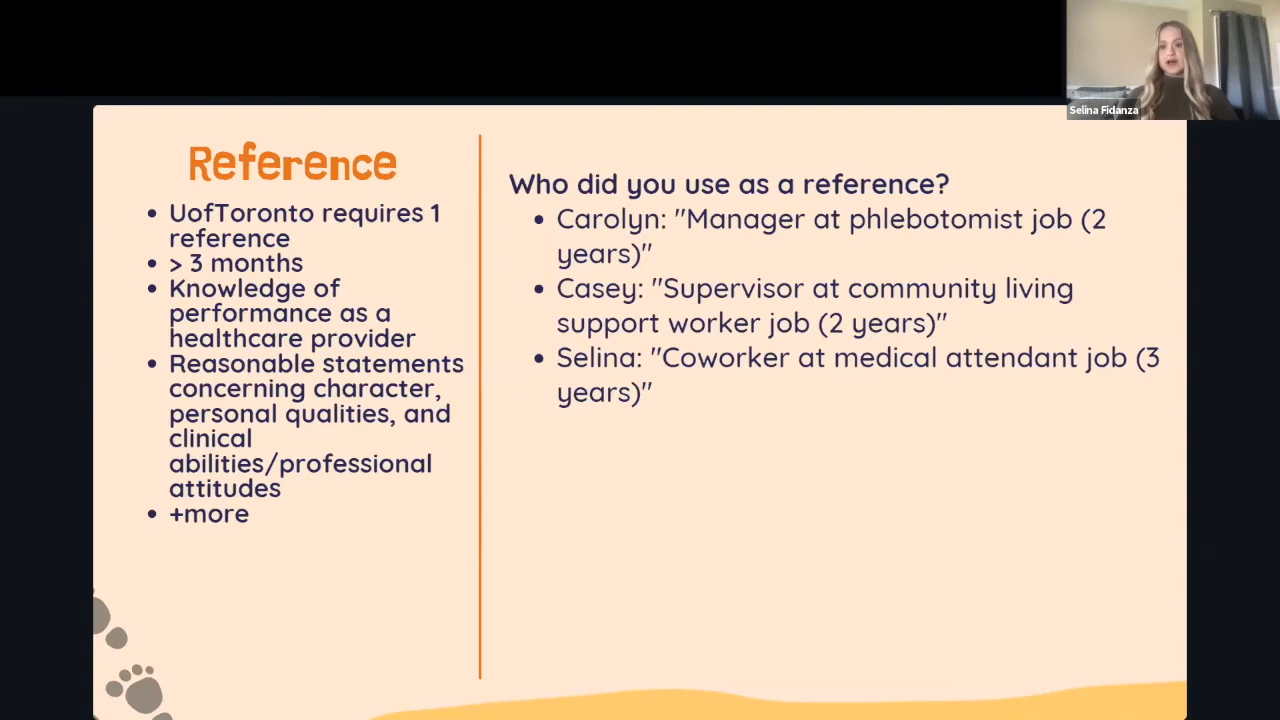 Selina Fidanza
Reference
• UofToronto requires 1
reference
• > 3 months
• Knowledge of
performance as a
healthcare provider
• Reasonable statements
concerning character,
personal qualities, and
clinical
abilities/professional
attitudes
• +more
Who did you use as a reference?
• Carolyn: "Manager at phlebotomist job (2
years)"
• Casey: "Supervisor at community living
support worker job (2 years)"
• Selina: "Coworker at medical attendant job (3
years)"